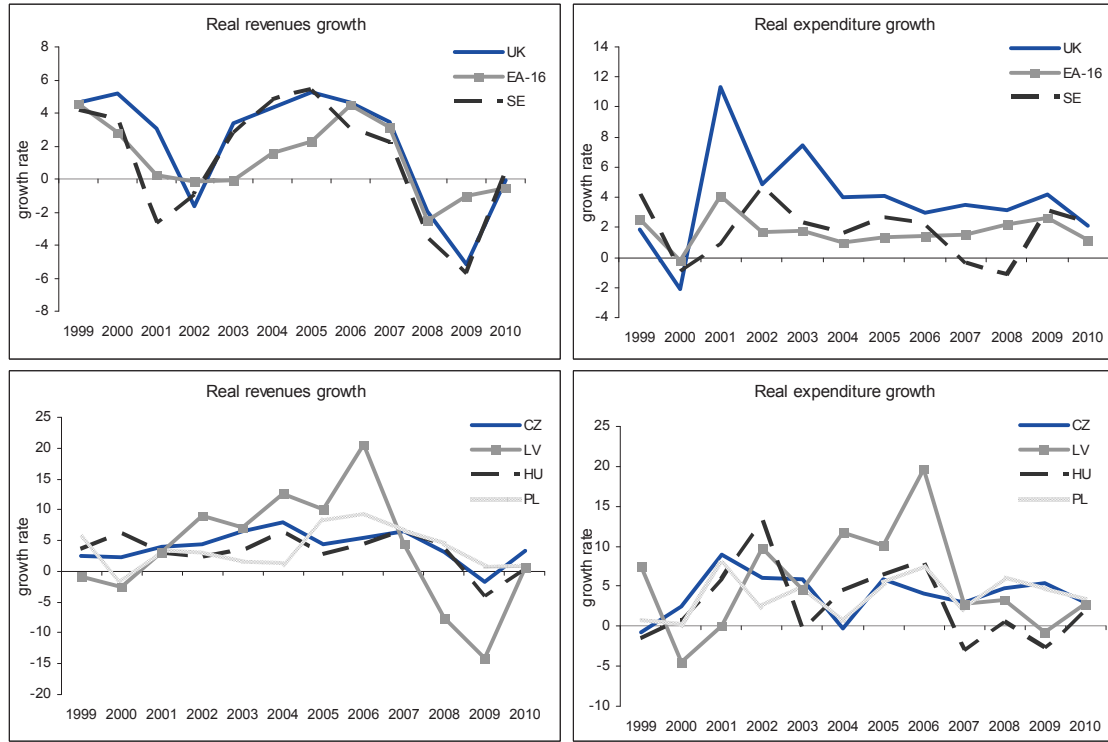 Real revenues growth
8
6
4
2
0
-2
-4
-6
-8
growth rate
UK
EA-16
SE
1999 2000 2001 2002 2003 2004 2005 2006 2007 2008 2009 2010
Real expenditure growth
14
12
10
8
6
4
2
0
-2
-4
growth rate
UK
EA-16
SE
1999 2000 2001 2002 2003 2004 2005 2006 2007 2008 2009 2010
Real revenues growth
25
20
15
10
5
0
-5
-10
-15
-20
growth rate
CZ
LV
HU
PL
1999 2000 2001 2002 2003 2004 2005 2006 2007 2008 2009 2010
Real expenditure growth
25
20
15
10
5
0
-5
-10
growth rate
CZ
LV
HU
PL
1999 2000 2001 2002 2003 2004 2005 2006 2007 2008 2009 2010